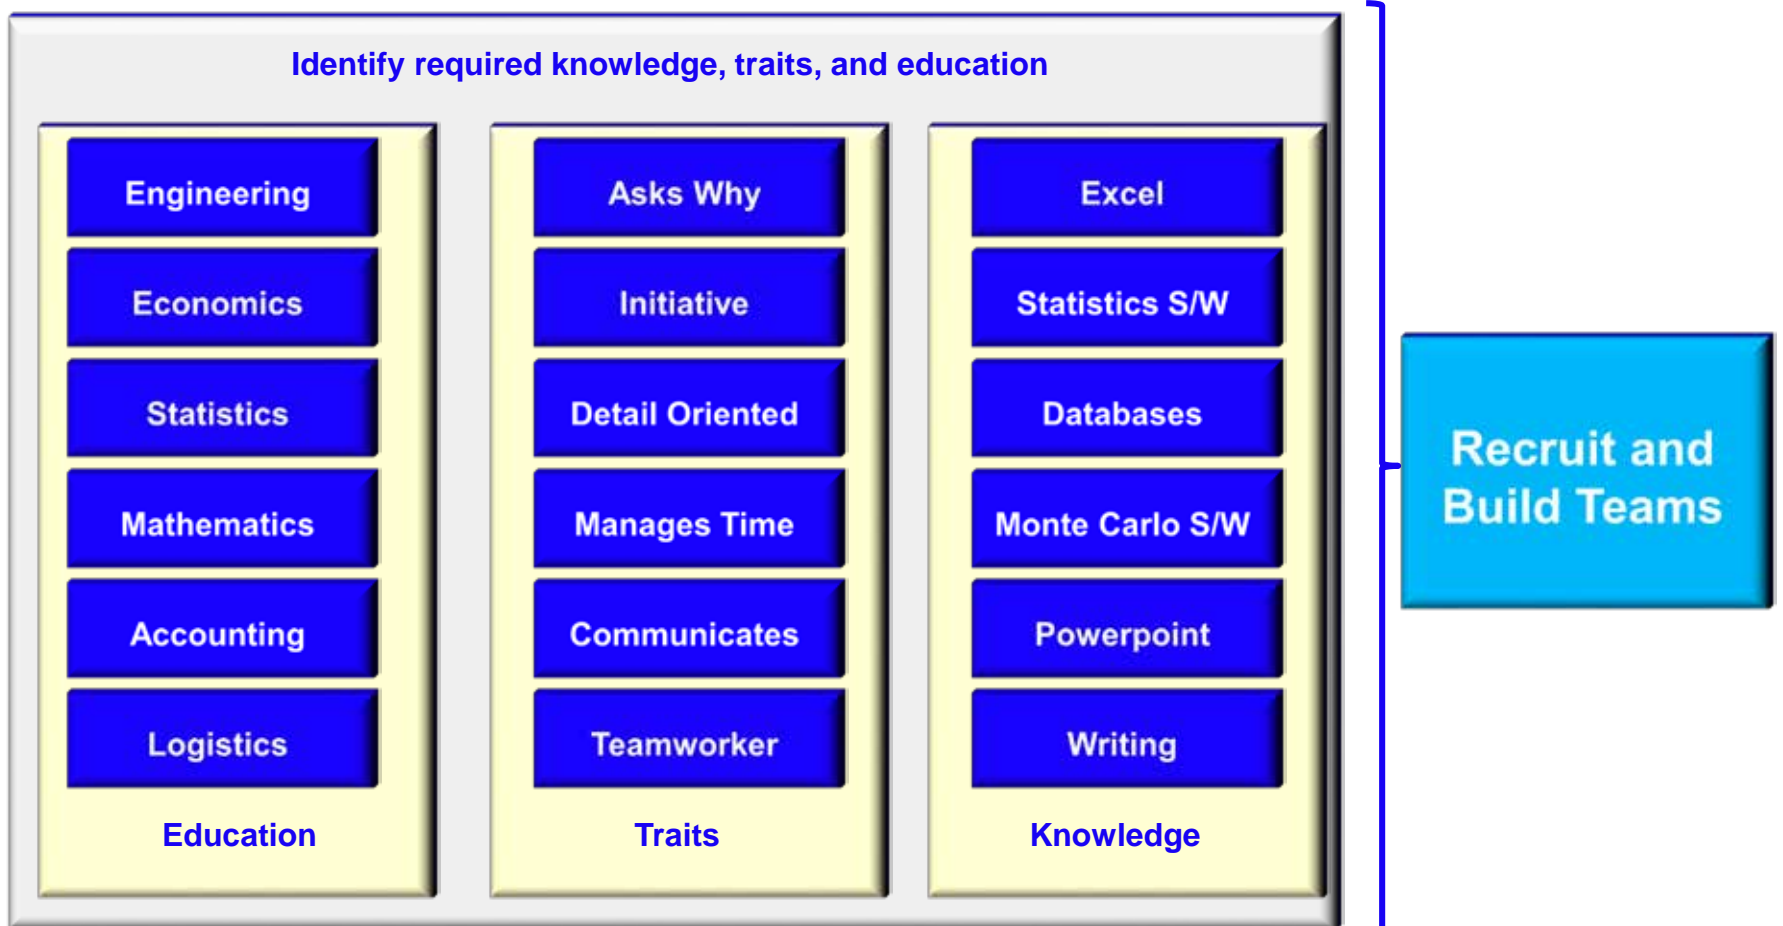 Identify required knowledge, traits, and education
Engineering
Economics
Statistics
Mathematics
Accounting
Logistics
Education
Asks Why
Initiative
Detail Oriented
Manages Time
Communicates
Teamworker
Traits
Excel
Statistics S/W
Databases
Monte Carlo S/W
Powerpoint
Writing
Knowledge
Recruit and
Build Teams